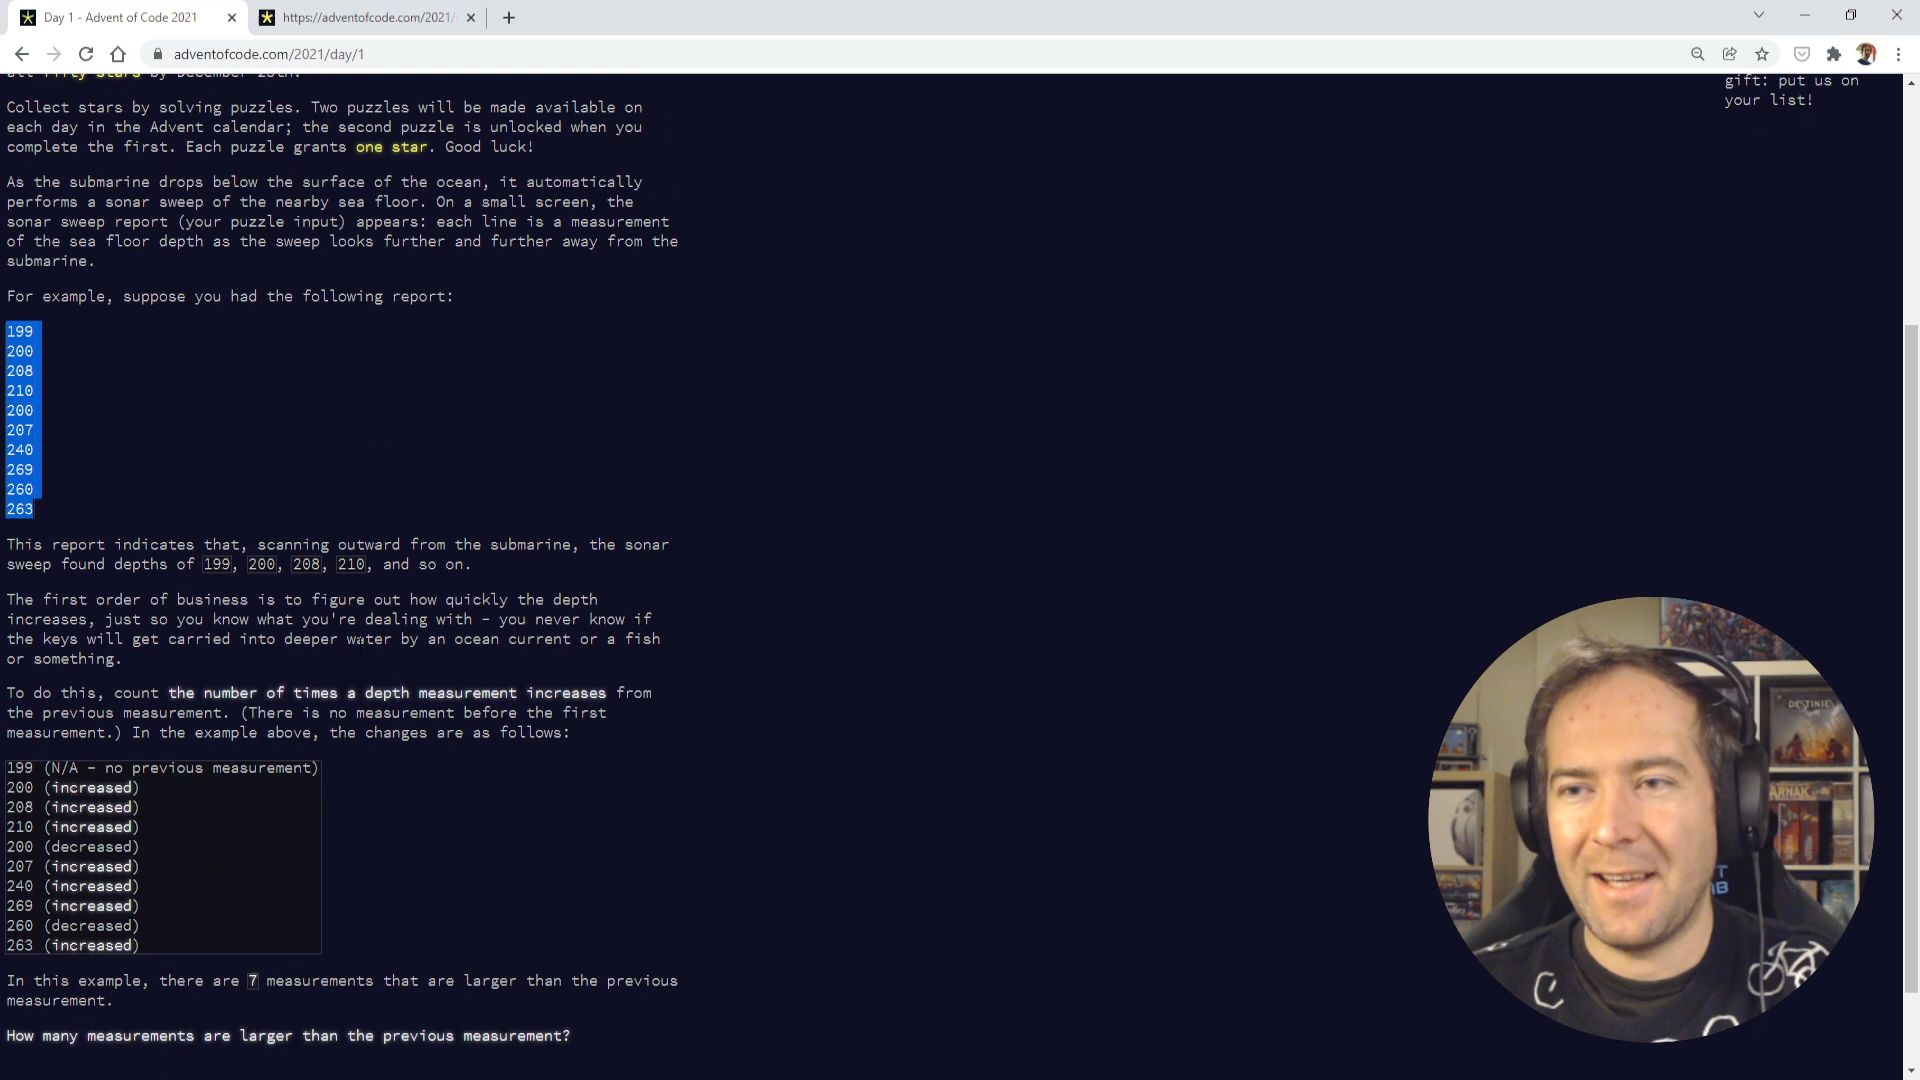 Day 1 - Advent of Code 2021
https://adventofcode.com/2021/
adventofcode.com/2021/day/1
all fifty stars by December 25th.
gift: put us on
your list!
Collect stars by solving puzzles. Two puzzles will be made available on
each day in the Advent calendar; the second puzzle is unlocked when you
complete the first. Each puzzle grants one star. Good luck!
As the submarine drops below the surface of the ocean, it automatically
performs a sonar sweep of the nearby sea floor. On a small screen, the
sonar sweep report (your puzzle input) appears: each line is a measurement
of the sea floor depth as the sweep looks further and further away from the
submarine.
For example, suppose you had the following report:
199
200
208
210
200
207
240
269
260
263
This report indicates that, scanning outward from the submarine, the sonar
sweep found depths of 199, 200, 208, 210, and so on.
The first order of business is to figure out how quickly the depth
increases, just so you know what you're dealing with - you never know if
the keys will get carried into deeper water by an ocean current or a fish
or something.
To do this, count the number of times a depth measurement increases from
the previous measurement. (There is no measurement before the first
measurement.) In the example above, the changes are as follows:
199 (N/A - no previous measurement)
200 (increased)
208 (increased)
210 (increased)
200 (decreased)
207 (increased)
240 (increased)
269 (increased)
260 (decreased)
263 (increased)
In this example, there are 7 measurements that are larger than the previous
measurement.
How many measurements are larger than the previous measurement?
DESTINIES
ARNAK